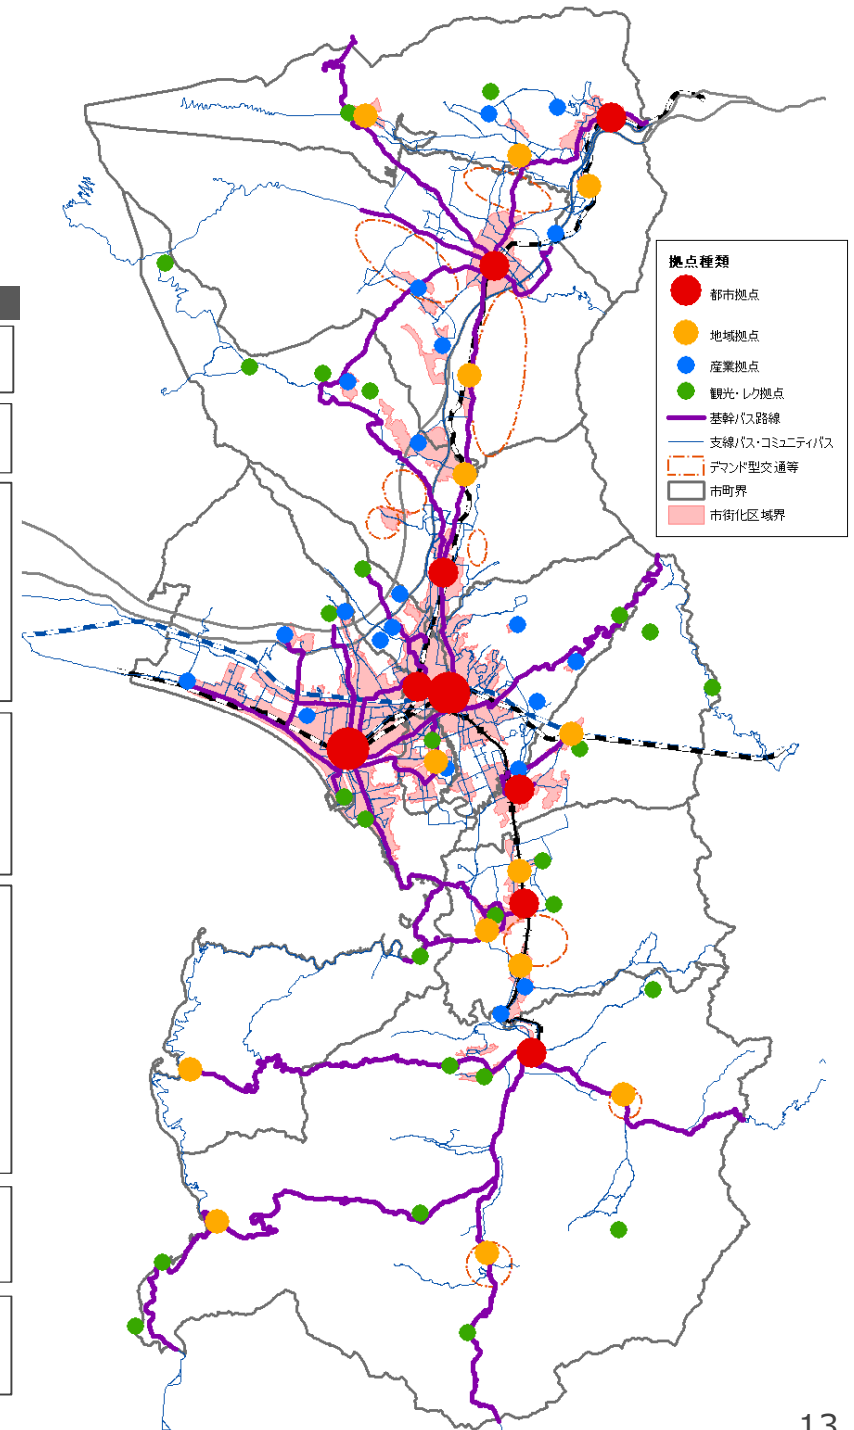 拠点種類
都市拠点
地域拠点
産業拠点
観光・レク拠点
基幹バス路線
支線バス・コミュニティバス
デマンド型交通等
市町界
市街化区域界
13